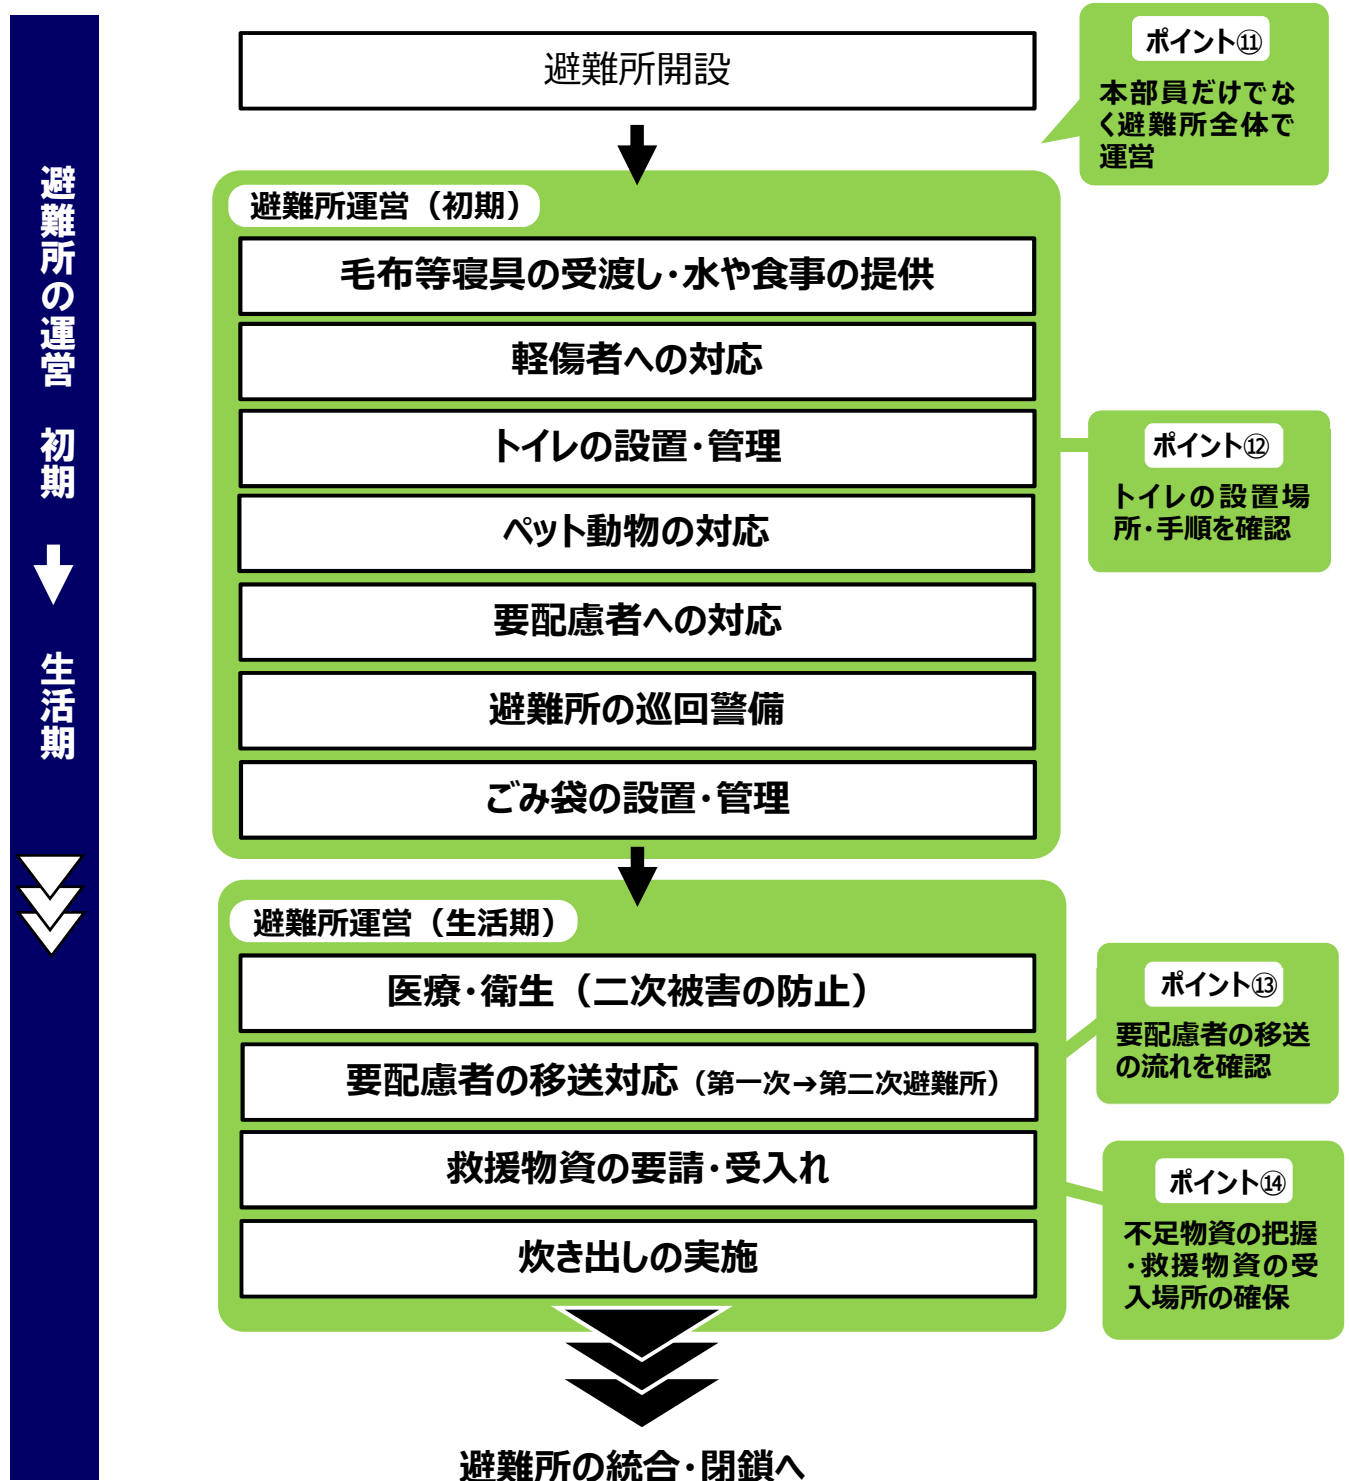 避難所の運営 初期
生活期
避難所開設
ポイント⑪
本部員だけでな
く避難所全体で
運営
避難所運営（初期）
毛布等寝具の受渡し・水や食事の提供
軽傷者への対応
トイレの設置・管理
ポイント⑫
トイレの設置場
所・手順を確認
ペット動物の対応
要配慮者への対応
避難所の巡回警備
ごみ袋の設置・管理
避難所運営（生活期）
医療・衛生（二次被害の防止）
ポイント⑬
要配慮者の移送
の流れを確認
要配慮者の移送対応（第一次→第二次避難所）
救援物資の要請・受入れ
ポイント⑭
不足物資の把握
・救援物資の受
入場所の確保
炊き出しの実施
避難所の統合・閉鎖へ